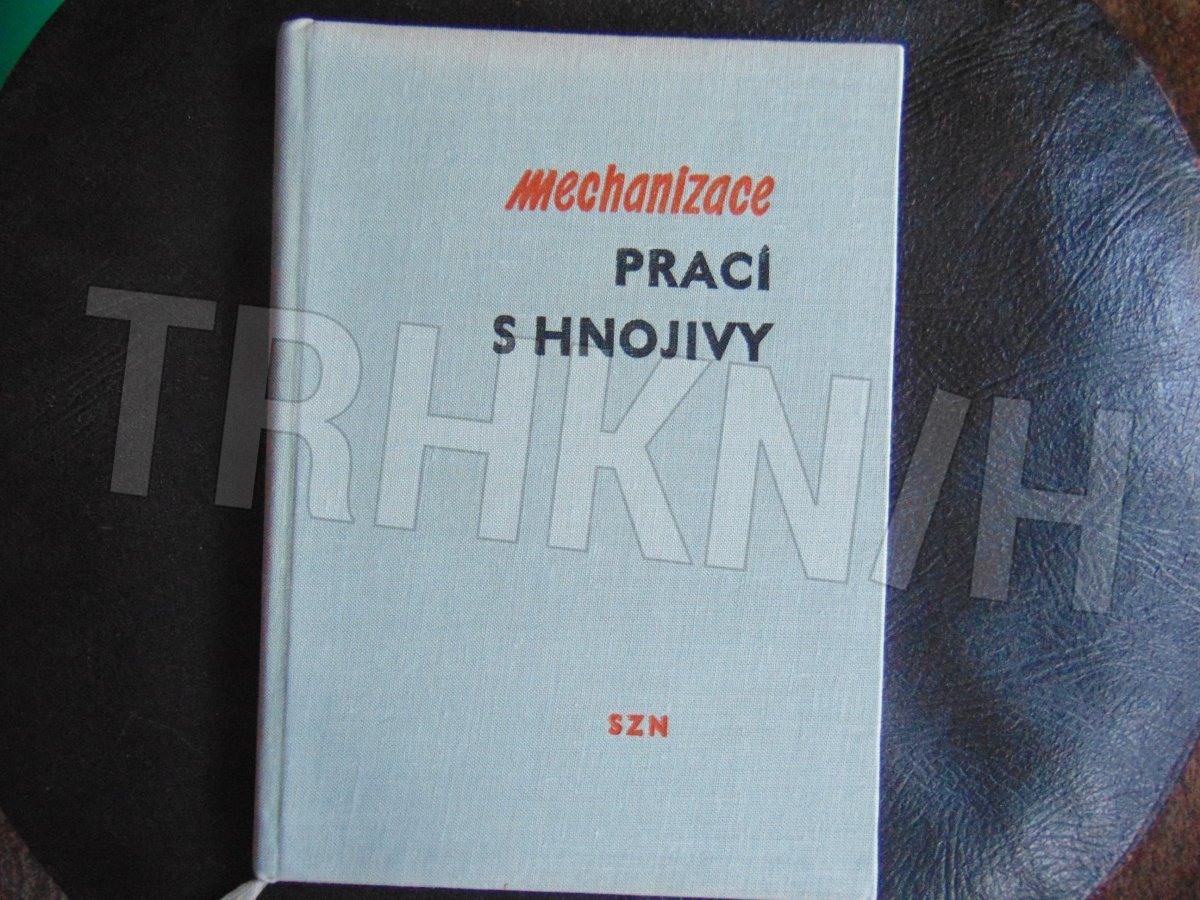 mechanizace
PRACÍ
S HNOJIVY
TRHKNIH
SZN